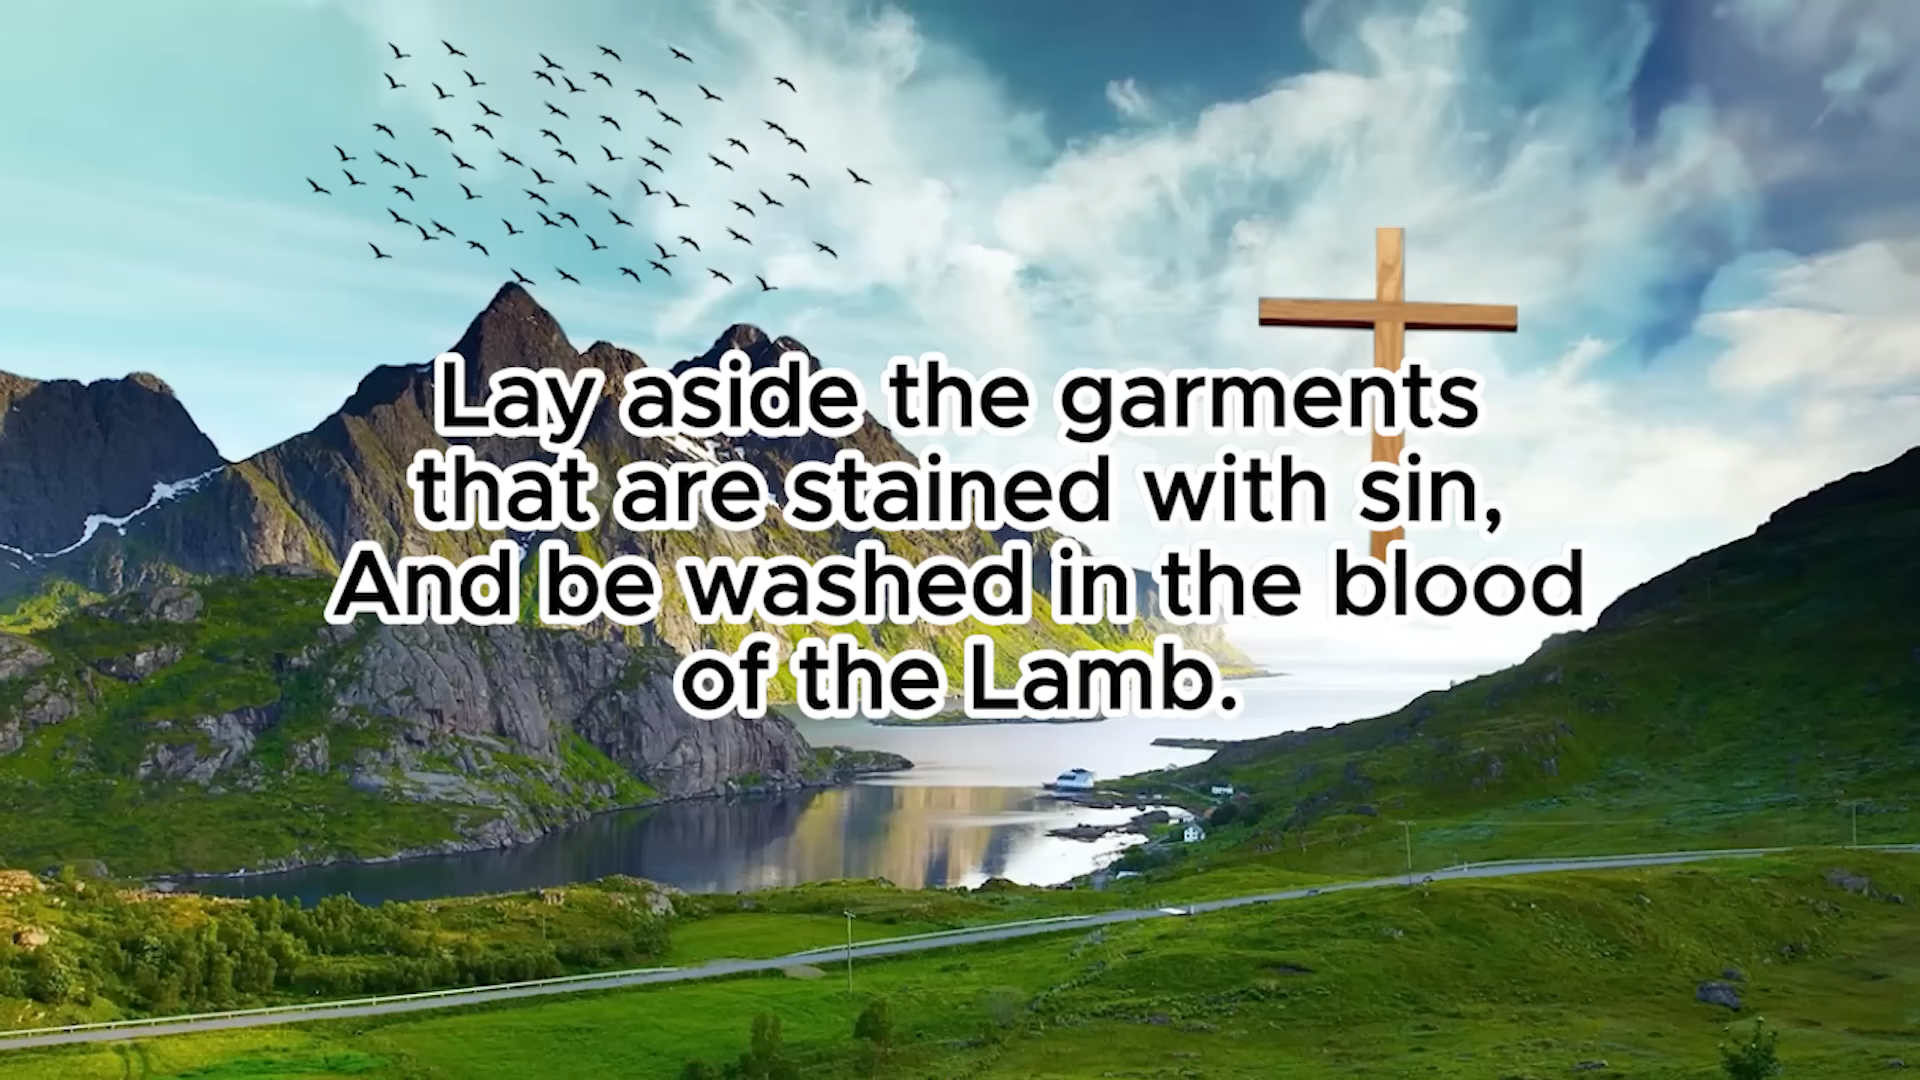 Lay aside the garments
that are stained with sin,
And be washed in the blood
of the Lamb.